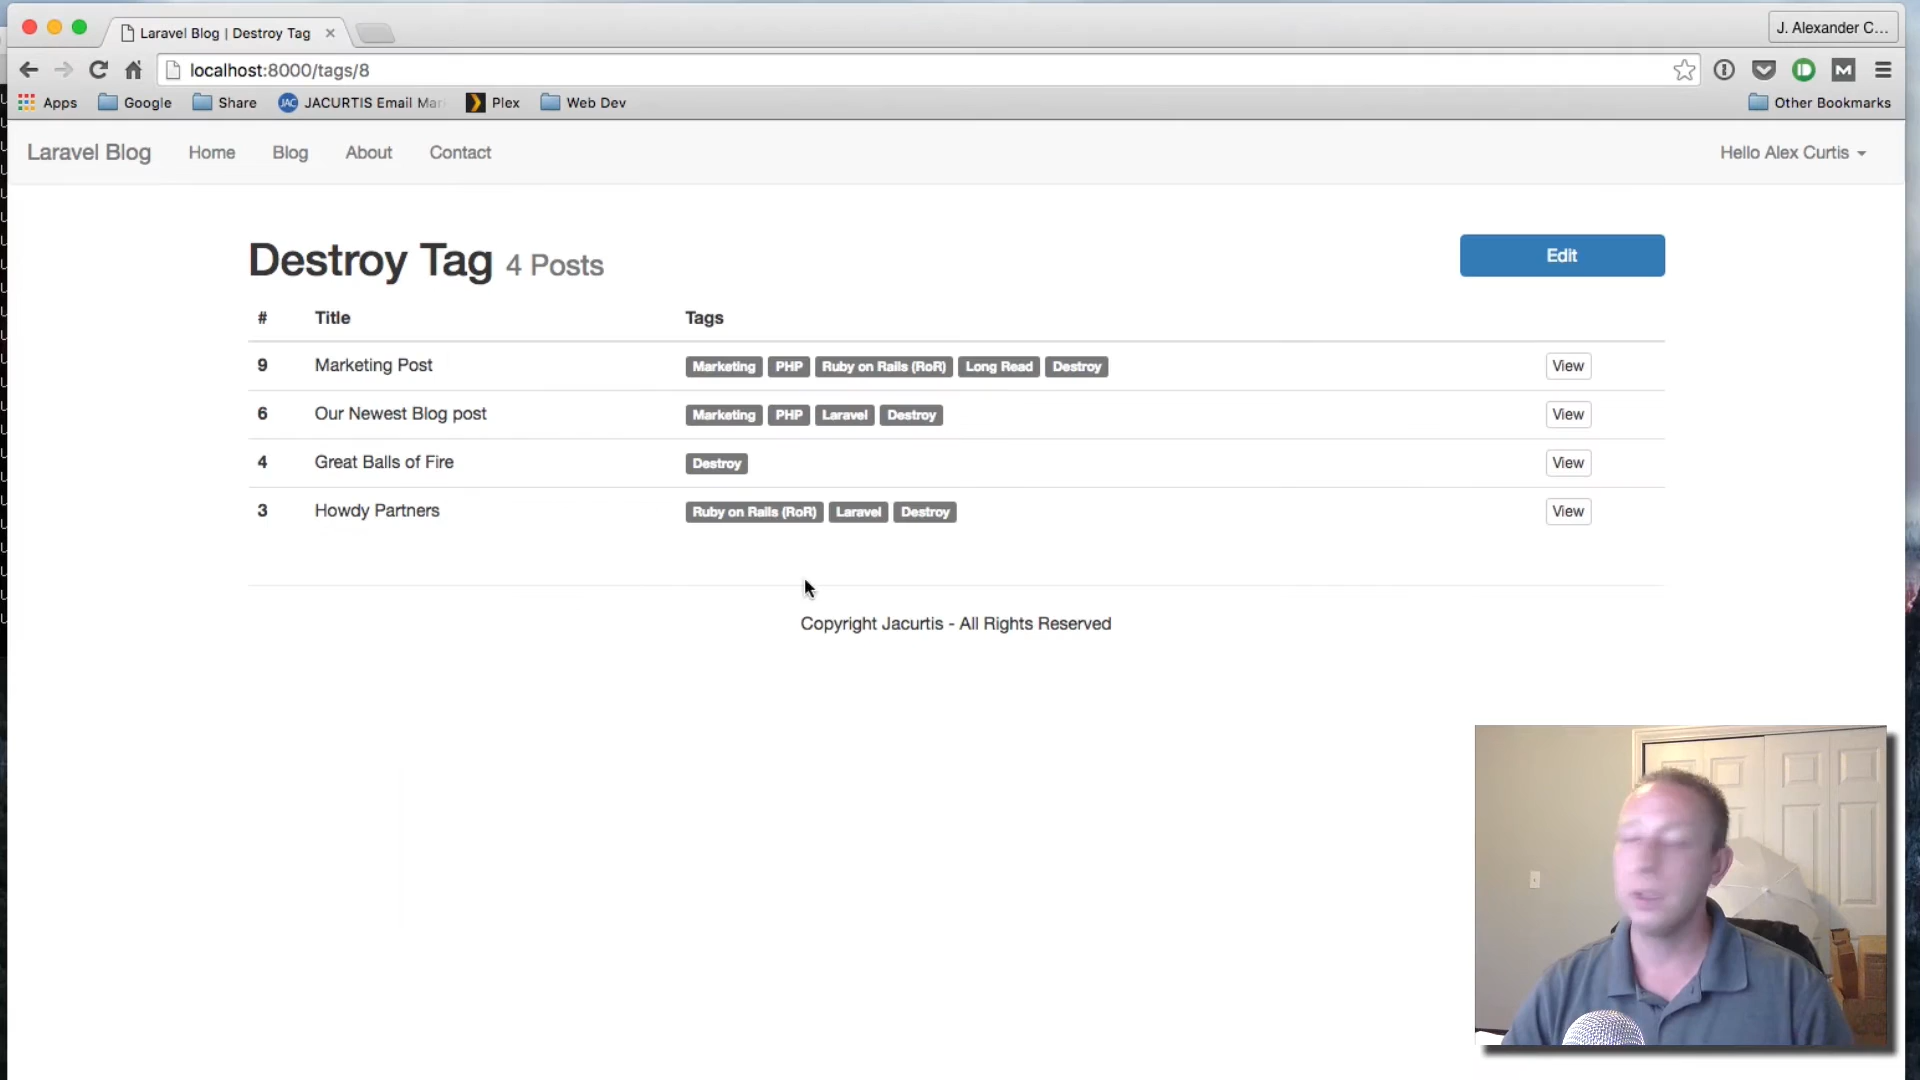 Laravel Blog | Destroy Tag
J. Alexander C...
localhost:8000/tags/8
Apps Google Share JACURTIS Email Mar Plex Web Dev Other Bookmarks
Laravel Blog Home Blog About Contact Hello Alex Curtis
Destroy Tag 4 Posts Edit
# Title Tags
9 Marketing Post Marketing PHP Ruby on Rails (RoR) Long Read Destroy View
6 Our Newest Blog post Marketing PHP Laravel Destroy View
4 Great Balls of Fire Destroy View
3 Howdy Partners Ruby on Rails (RoR) Laravel Destroy View
Copyright Jacurtis - All Rights Reserved